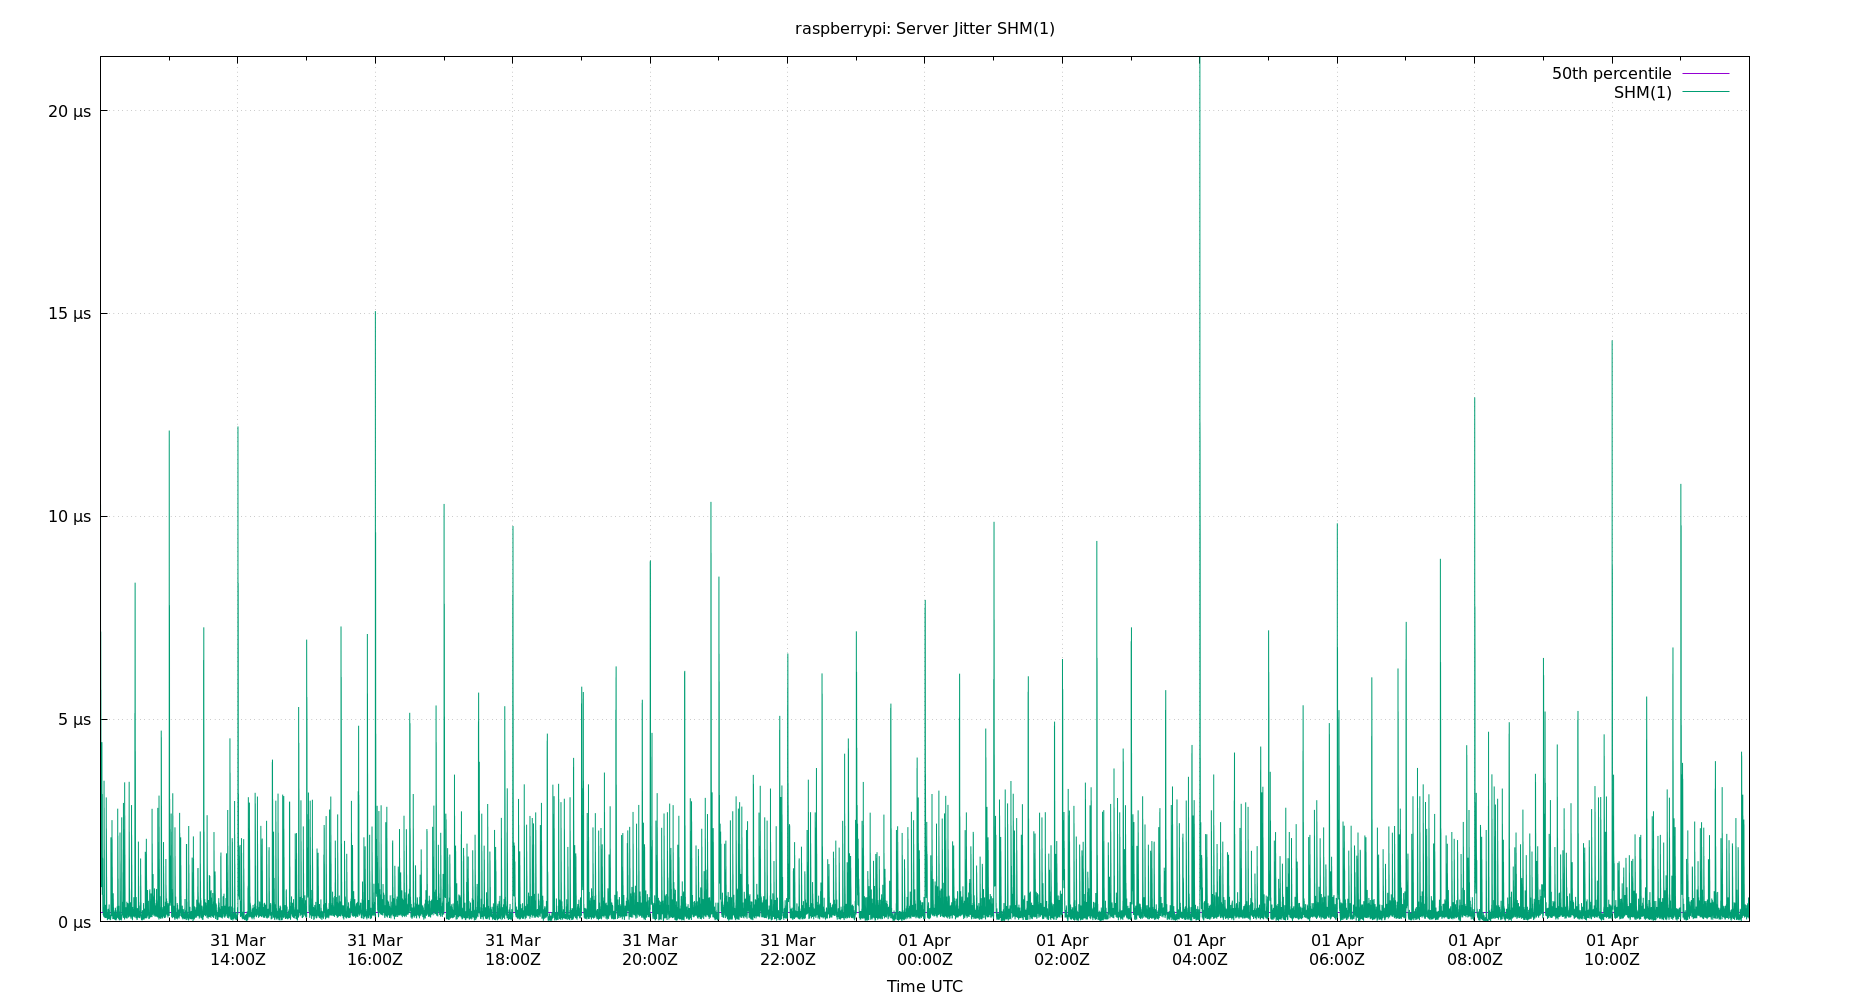 raspberrypi: Server Jitter SHM(1)
50th percentile
SHM(1)
20 µs
15 µs
10 µs
5 µs
0 µs
31 Mar 31 Mar 31 Mar 31 Mar 31 Mar 01 Apr 01 Apr 01 Apr 01 Apr 01 Apr 01 Apr
14:00Z 16:00Z 18:00Z 20:00Z 22:00Z 00:00Z 02:00Z 04:00Z 06:00Z 08:00Z 10:00Z
Time UTC